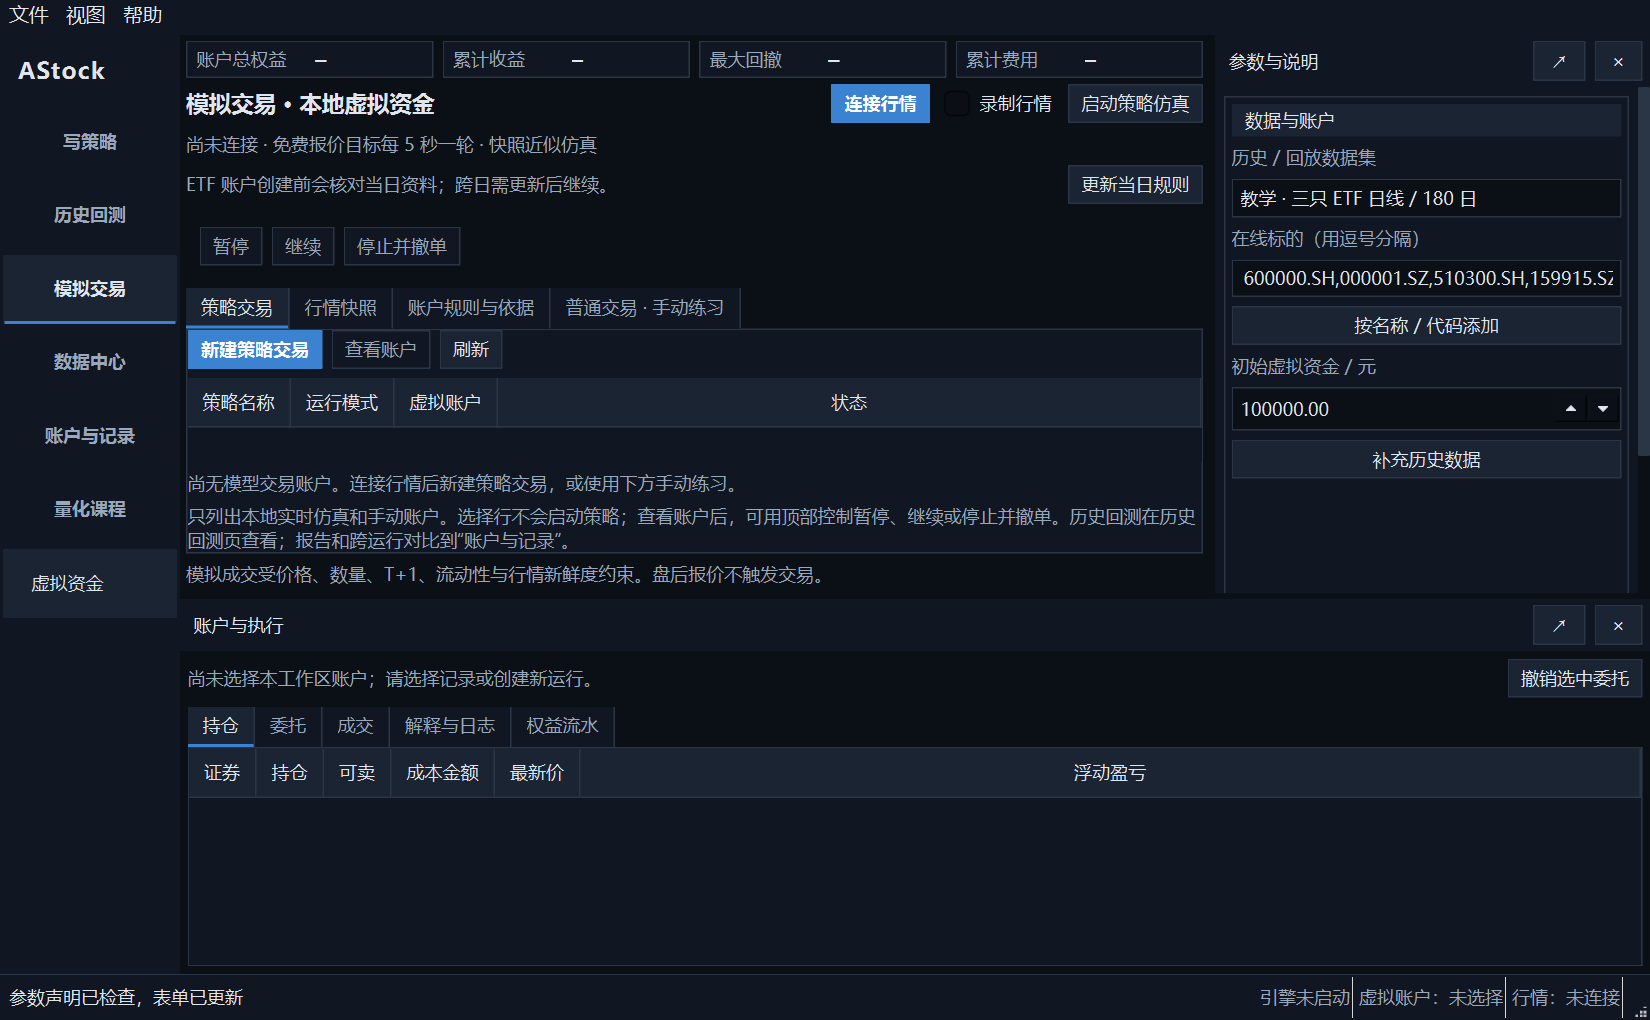 文件 视图 帮助
AStock
写策略
历史回测
模拟交易
数据中心
账户与记录
量化课程
虚拟资金
账户总权益 –
累计收益 –
最大回撤 –
累计费用 –
模拟交易 • 本地虚拟资金
连接行情
录制行情
启动策略仿真
尚未连接 · 免费报价目标每 5 秒一轮 · 快照近似仿真
ETF 账户创建前会核对当日资料；跨日需更新后继续。
更新当日规则
暂停 继续 停止并撤单
策略交易 行情快照 账户规则与依据 普通交易 · 手动练习
新建策略交易 查看账户 刷新
策略名称 运行模式 虚拟账户 状态
尚无模型交易账户。连接行情后新建策略交易，或使用下方手动练习。
只列出本地实时仿真和手动账户。选择行不会启动策略；查看账户后，可用顶部控制暂停、继续或停止并撤单。历史回测在历史
回测页查看；报告和跨运行对比到“账户与记录”。
模拟成交受价格、数量、T+1、流动性与行情新鲜度约束。盘后报价不触发交易。
参数与说明 ↗ ×
数据与账户
历史 / 回放数据集
教学 · 三只 ETF 日线 / 180 日
在线标的（用逗号分隔）
600000.SH,000001.SZ,510300.SH,159915.SZ
按名称 / 代码添加
初始虚拟资金 / 元
100000.00
补充历史数据
账户与执行 ↗ ×
尚未选择本工作区账户；请选择记录或创建新运行。
撤销选中委托
持仓 委托 成交 解释与日志 权益流水
证券 持仓 可卖 成本金额 最新价 浮动盈亏
参数声明已检查，表单已更新
引擎未启动 虚拟账户：未选择 行情：未连接